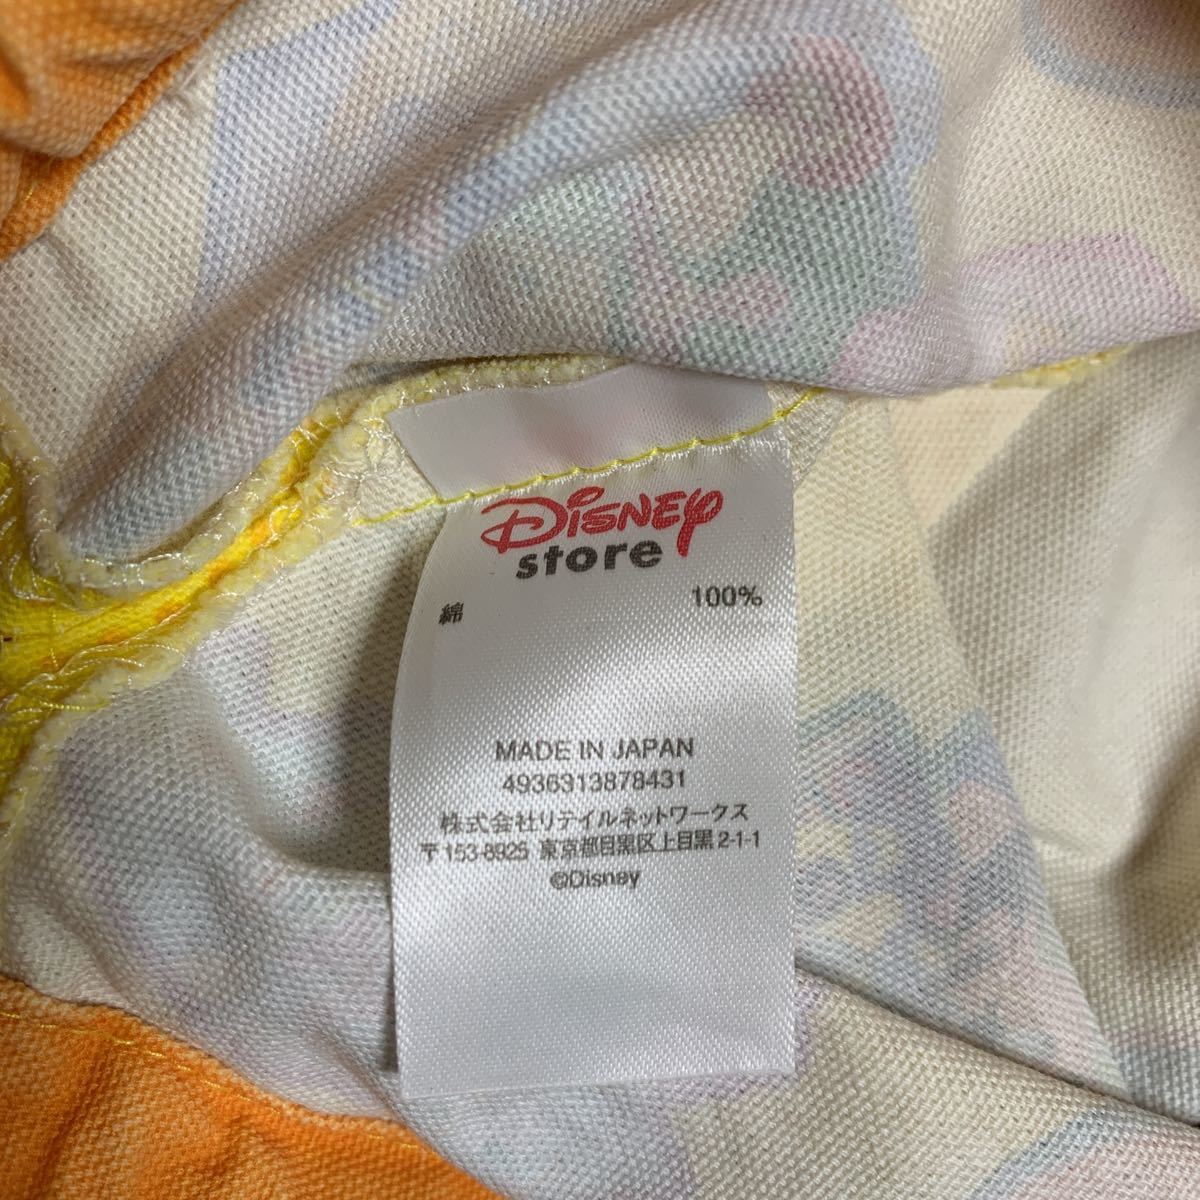 Disney
store
綿 100%
MADE IN JAPAN
4936313878431
株式会社リテイルネットワークス
〒153-8925 東京都目黒区上目黒2-1-1
©Disney